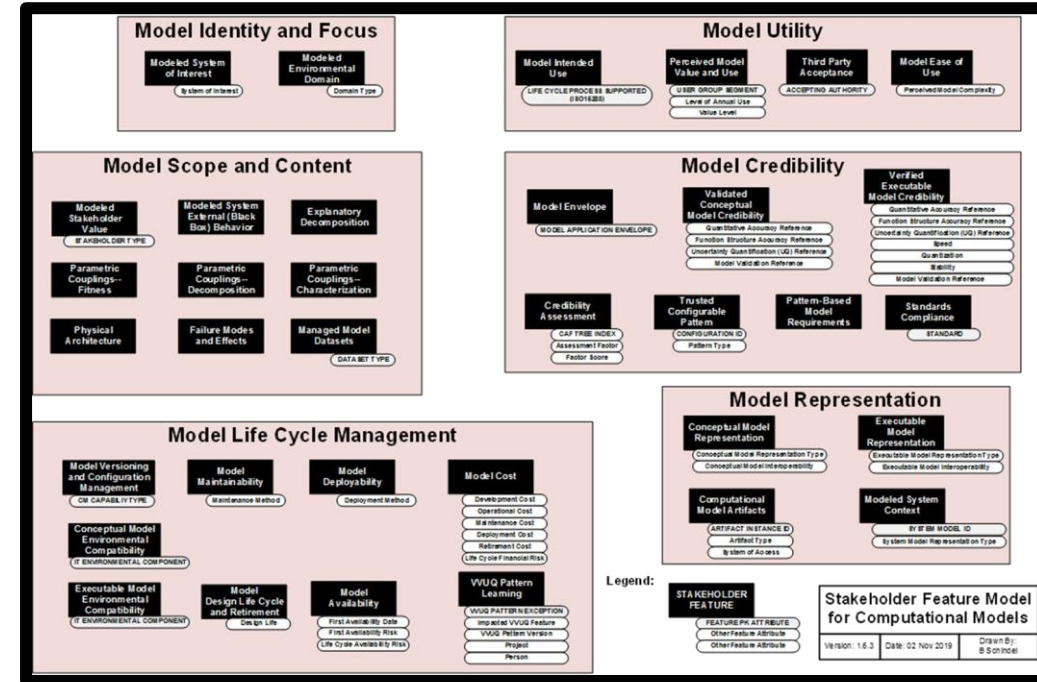 Model Identity and Focus
Modeled System
of Interest
System of Interest
Modeled
Environmental
Domain
Domain Type
Model Utility
Model Intended
Use
LIFE CYCLE PROCESS SUPPORTED
(ISO15288)
Perceived Model
Value and Use
USER GROUP SEGMENT
Level of Annual Use
Value Level
Third Party
Acceptance
ACCEPTING AUTHORITY
Model Ease of
Use
Perceived Model Complexity
Model Scope and Content
Modeled
Stakeholder
Value
STAKEHOLDER TYPE
Modeled System
External (Black
Box) Behavior
Explanatory
Decomposition
Parametric
Couplings--
Fitness
Parametric
Couplings--
Decomposition
Parametric
Couplings--
Characterization
Physical
Architecture
Failure Modes
and Effects
Managed Model
Datasets
DATASET TYPE
Model Credibility
Model Envelope
MODEL APPLICATION ENVELOPE
Validated
Conceptual
Model Credibility
Quantitative Accuracy Reference
Function Structure Accuracy Reference
Uncertainty Quantification (UQ) Reference
Model Validation Reference
Verified
Executable
Model Credibility
Quantitative Accuracy Reference
Function Structure Accuracy Reference
Uncertainty Quantification (UQ) Reference
Speed
Quantization
Stability
Model Validation Reference
Credibility
Assessment
CAF TREE INDEX
Assessment Factor
Factor Score
Trusted
Configurable
Pattern
CONFIGURATION ID
Pattern Type
Pattern-Based
Model
Requirements
Standards
Compliance
STANDARD
Model Life Cycle Management
Model Versioning
and Configuration
Management
CM CAPABILIY TYPE
Model
Maintainability
Maintenance Method
Model
Deployability
Deployment Method
Model Cost
Development Cost
Operational Cost
Maintenance Cost
Deployment Cost
Retirement Cost
Life Cycle Financial Risk
Conceptual Model
Environmental
Compatibility
IT ENVIRONMENTAL COMPONENT
Executable Model
Environmental
Compatibility
IT ENVIRONMENTAL COMPONENT
Model
Design Life Cycle
and Retirement
Design Life
Model
Availability
First Availability Date
First Availability Risk
Life Cycle Availability Risk
VVUQ Pattern
Learning
VVUQ PATTERN EXCEPTION
Impacted VVUQ Feature
VVUQ Pattern Version
Project
Person
Model Representation
Conceptual Model
Representation
Conceptual Model Representation Type
Conceptual Model Interoperability
Executable
Model
Representation
Executable Model Representation Type
Executable Model Interoperability
Computational
Model Artifacts
ARTIFACT INSTANCE ID
Artifact Type
System of Access
Modeled System
Context
SYSTEM MODEL ID
System Model Representation Type
Legend:
STAKEHOLDER
FEATURE
FEATURE PK ATTRIBUTE
Other Feature Attribute
Other Feature Attribute
Stakeholder Feature Model
for Computational Models
Version: 1.6.3
Date: 02 Nov 2019
Drawn By:
B Schindel